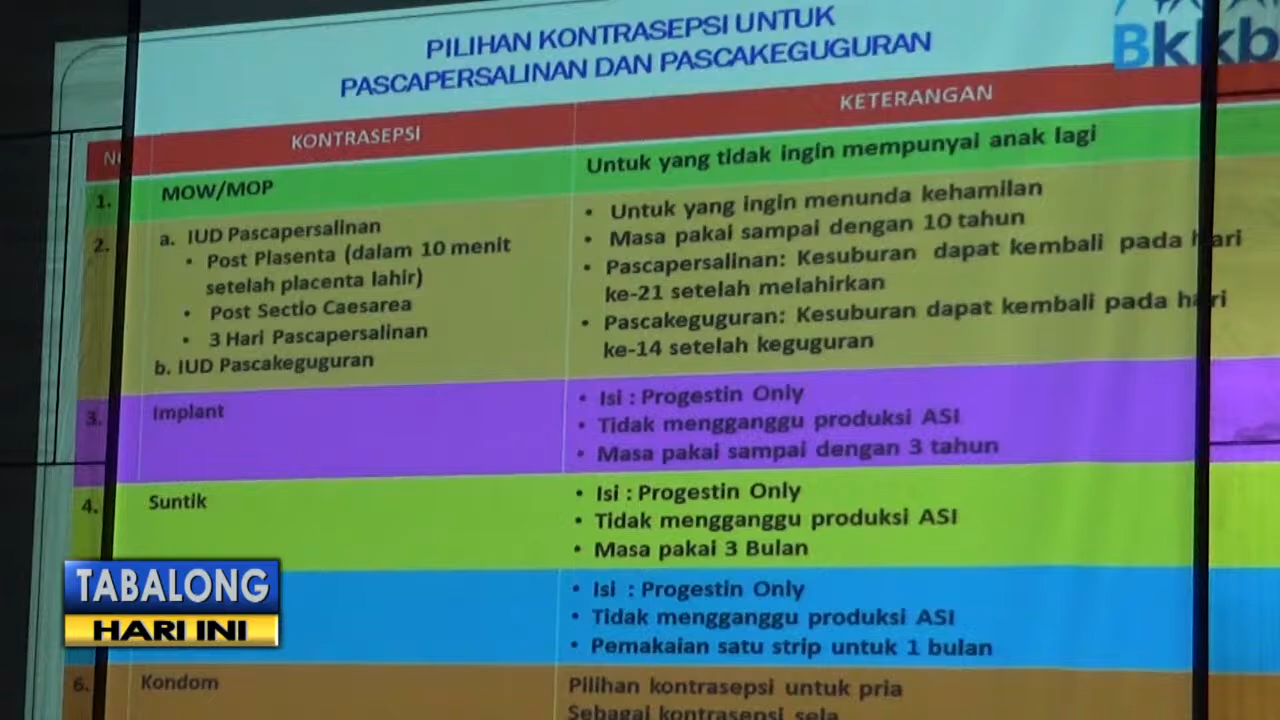 PILIHAN KONTRASEPSI UNTUK
PASCAPERSALINAN DAN PASCAKEGUGURAN
Bkkb
KONTRASEPSI
KETERANGAN
1.
MOW/MOP
Untuk yang tidak ingin mempunyai anak lagi
2.
a. IUD Pascapersalinan
• Post Plasenta (dalam 10 menit
setelah placenta lahir)
• Post Sectio Caesarea
• 3 Hari Pascapersalinan
b. IUD Pascakeguguran
• Untuk yang ingin menunda kehamilan
• Masa pakai sampai dengan 10 tahun
• Pascapersalinan: Kesuburan dapat kembali pada hari
ke-21 setelah melahirkan
• Pascakeguguran: Kesuburan dapat kembali pada hari
ke-14 setelah keguguran
3.
Implant
• Isi : Progestin Only
• Tidak mengganggu produksi ASI
• Masa pakai sampai dengan 3 tahun
4.
Suntik
• Isi : Progestin Only
• Tidak mengganggu produksi ASI
• Masa pakai 3 Bulan
• Isi : Progestin Only
• Tidak mengganggu produksi ASI
• Pemakaian satu strip untuk 1 bulan
6.
Kondom
Pilihan kontrasepsi untuk pria
Sebagai kontrasepsi sela
TABALONG
HARI INI